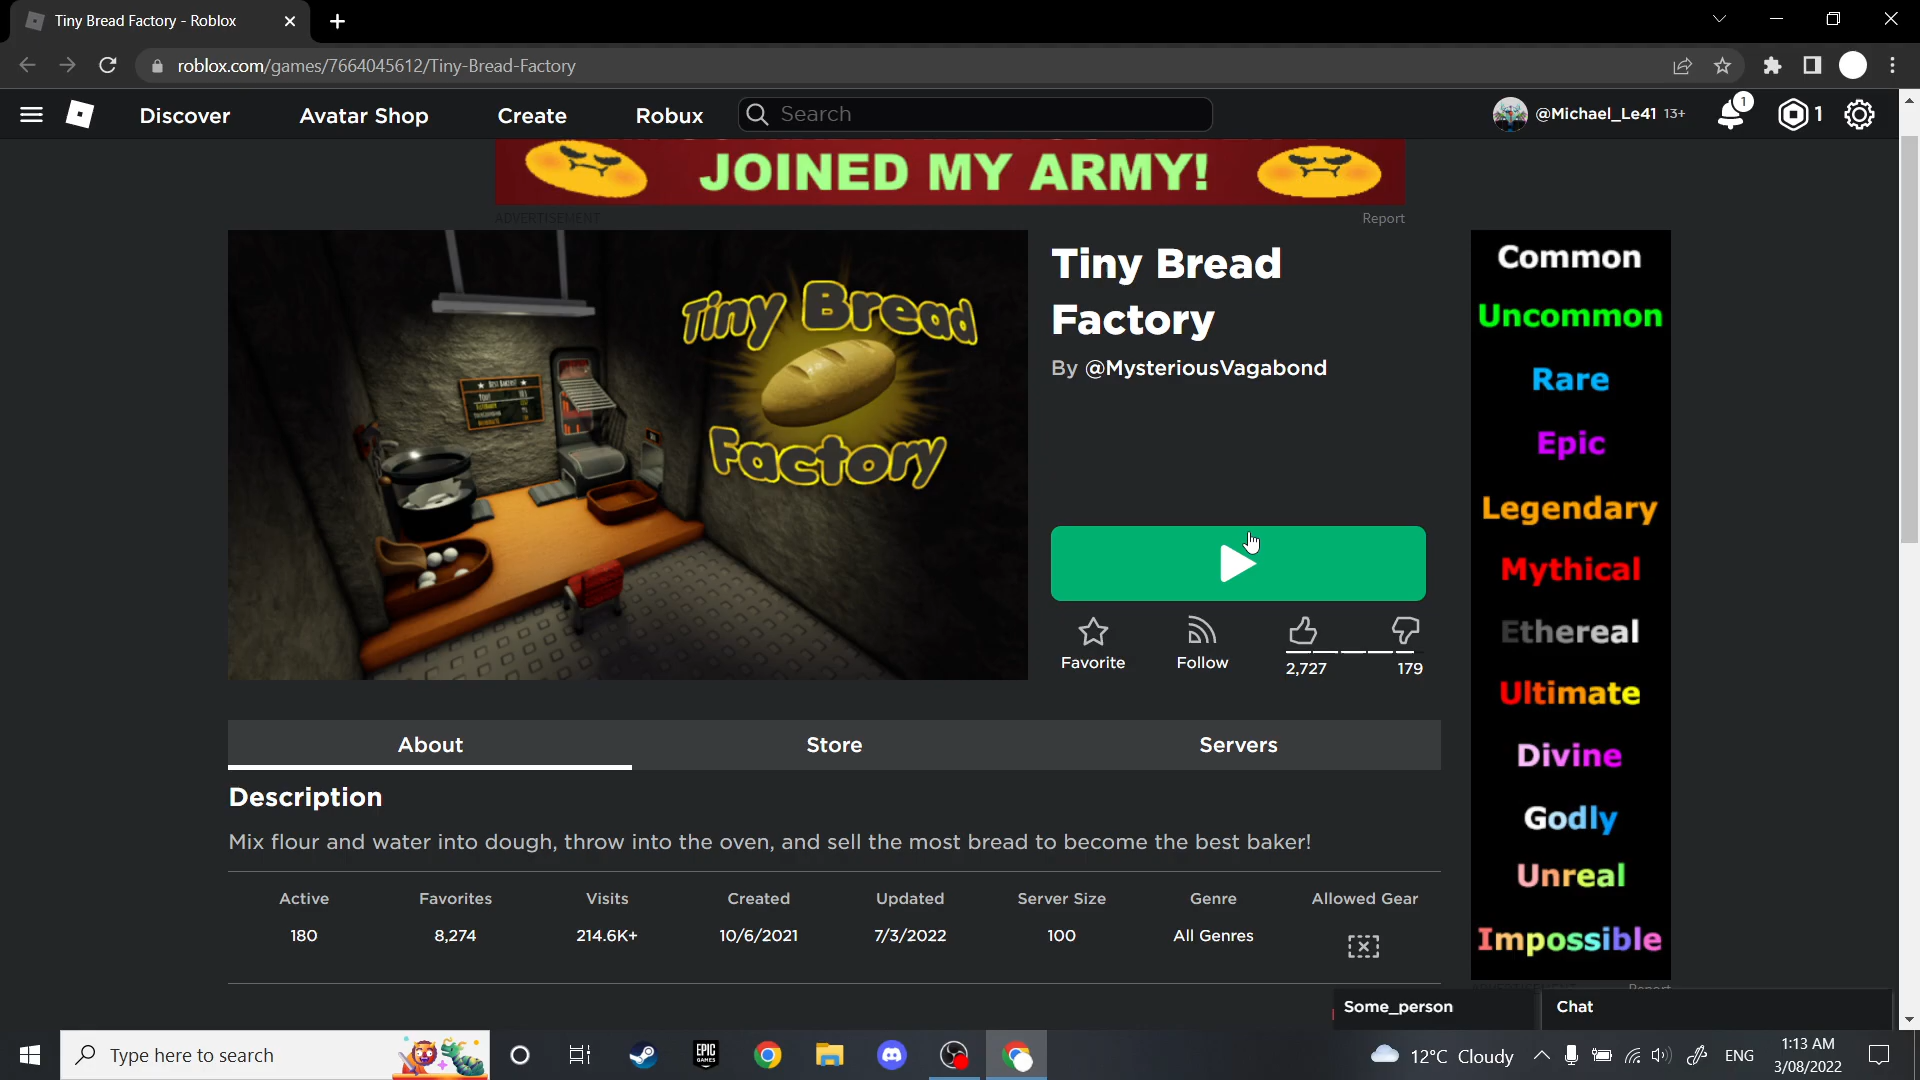 Tiny Bread Factory - Roblox
roblox.com/games/7664045612/Tiny-Bread-Factory
Discover
Avatar Shop
Create
Robux
Search
@Michael_Le41 13+
1
1
JOINED MY ARMY!
ADVERTISEMENT
Report
Tiny Bread
Factory
Tiny Bread
Factory
By @MysteriousVagabond
Favorite
Follow
2,727
179
Common
Uncommon
Rare
Epic
Legendary
Mythical
Ethereal
Ultimate
Divine
Godly
Unreal
Impossible
About
Store
Servers
Description
Mix flour and water into dough, throw into the oven, and sell the most bread to become the best baker!
Active
Favorites
Visits
Created
Updated
Server Size
Genre
Allowed Gear
180
8,274
214.6K+
10/6/2021
7/3/2022
100
All Genres
Report
Some_person
Chat
Type here to search
EPIC
GAMES
12°C Cloudy
ENG
1:13 AM
3/08/2022